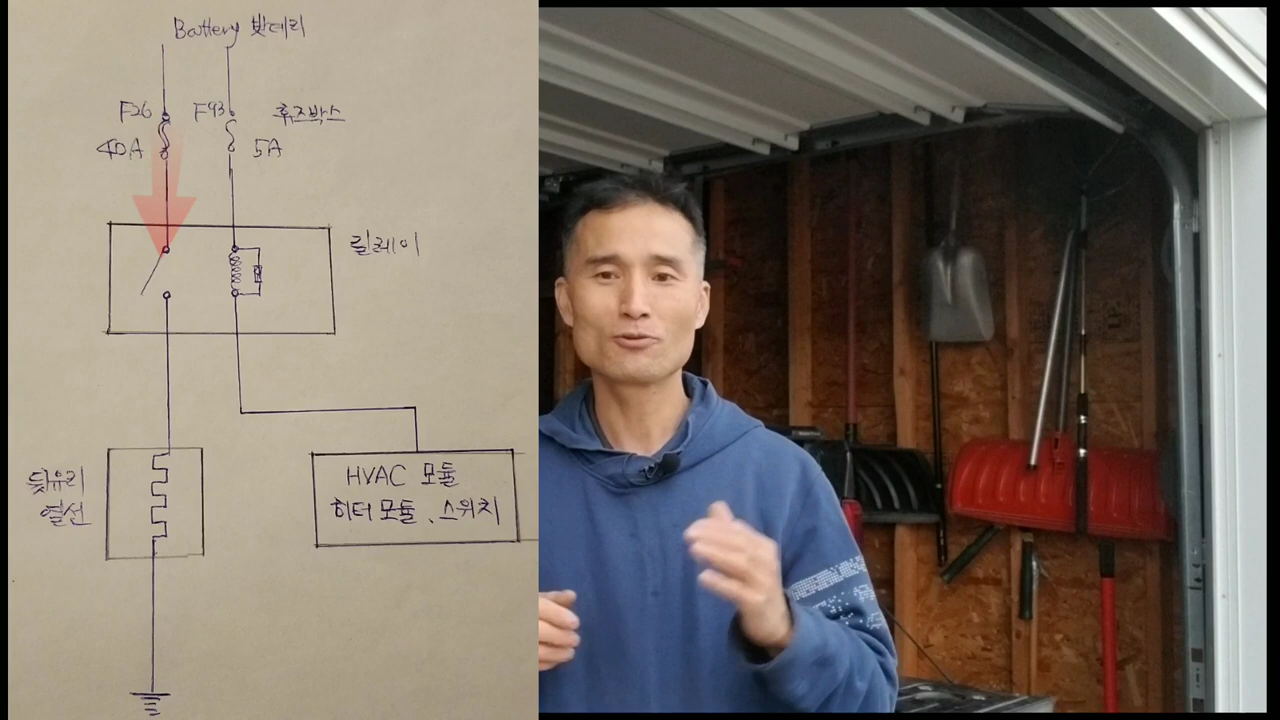 Battery 밧데리
F26 F93 휴즈박스
40A 5A
릴레이
뒷유리
열선
HVAC 모듈
히터 모듈、스위치